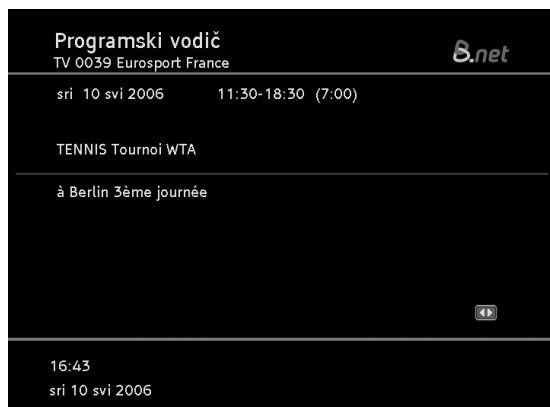 Programski vodič
B.net
TV 0039 Eurosport France
sri 10 svi 2006 11:30-18:30 (7:00)
TENNIS Tournoi WTA
à Berlin 3ème journée
16:43
sri 10 svi 2006